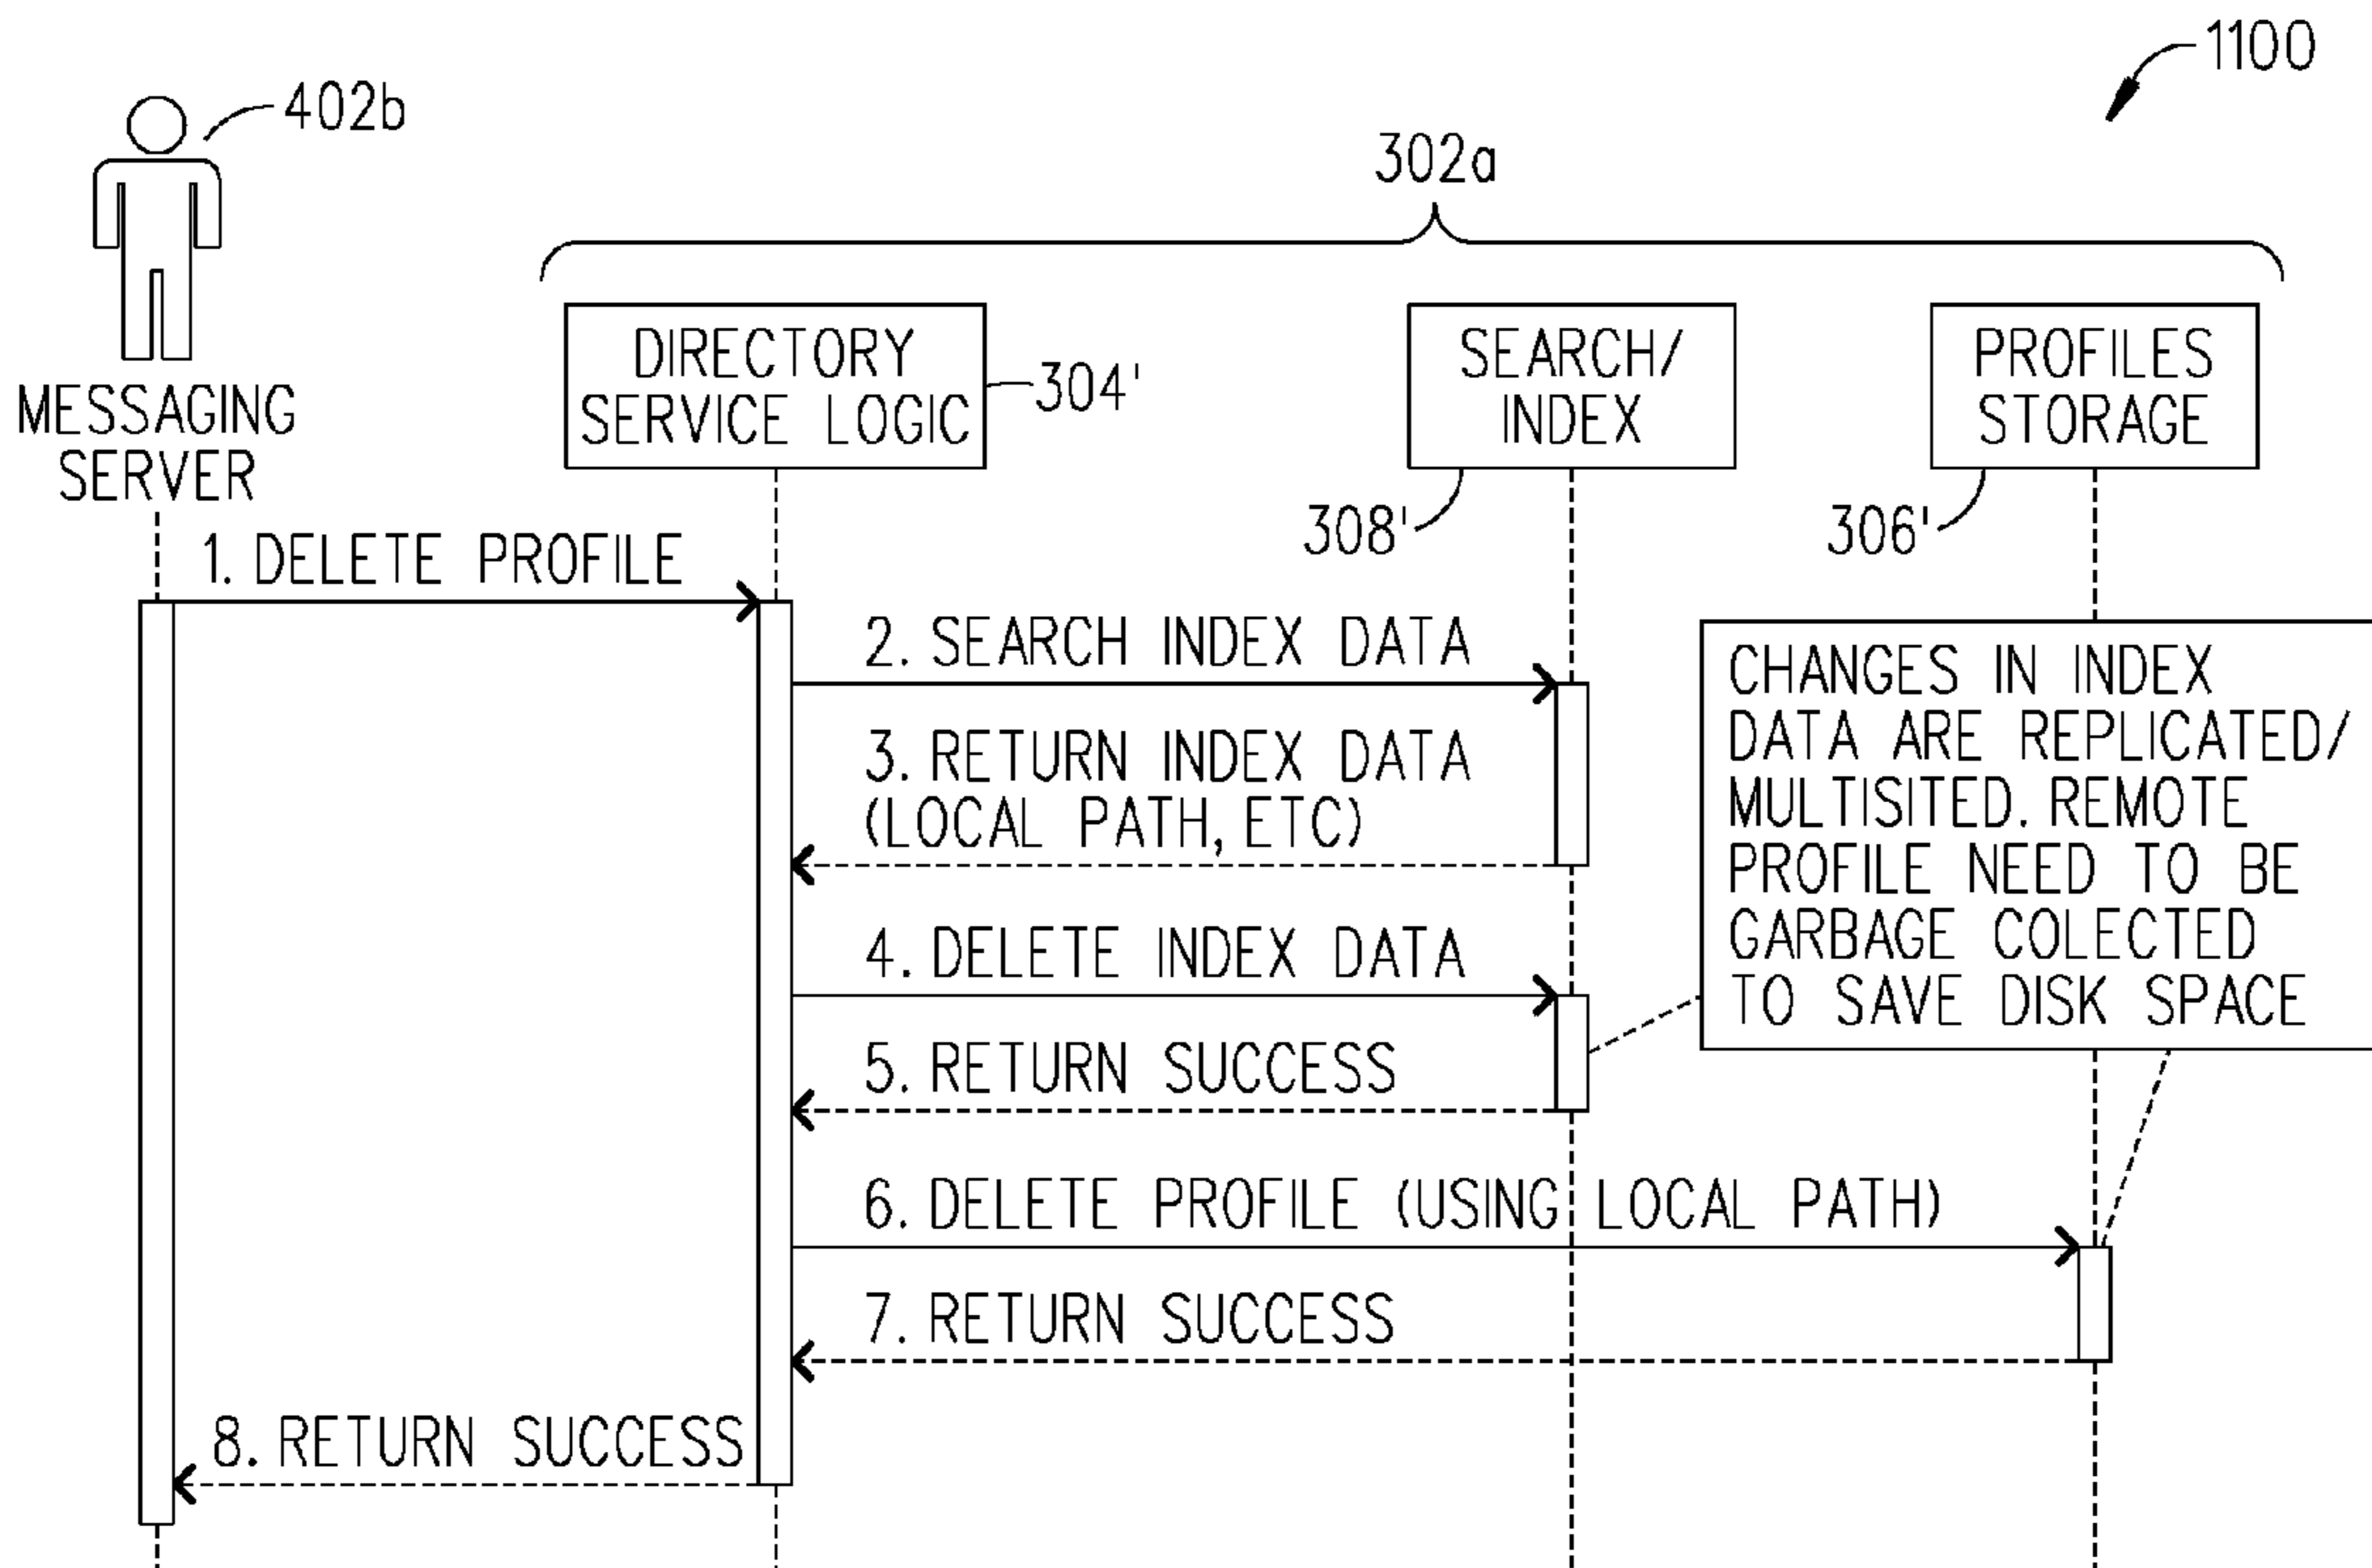 1100
402b
302a
DIRECTORY
SERVICE LOGIC
304'
SEARCH/
INDEX
308'
PROFILES
STORAGE
306'
MESSAGING
SERVER
1. DELETE PROFILE
2. SEARCH INDEX DATA
3. RETURN INDEX DATA
(LOCAL PATH, ETC)
4. DELETE INDEX DATA
5. RETURN SUCCESS
CHANGES IN INDEX
DATA ARE REPLICATED/
MULTISITED. REMOTE
PROFILE NEED TO BE
GARBAGE COLECTED
TO SAVE DISK SPACE
6. DELETE PROFILE (USING LOCAL PATH)
7. RETURN SUCCESS
8. RETURN SUCCESS